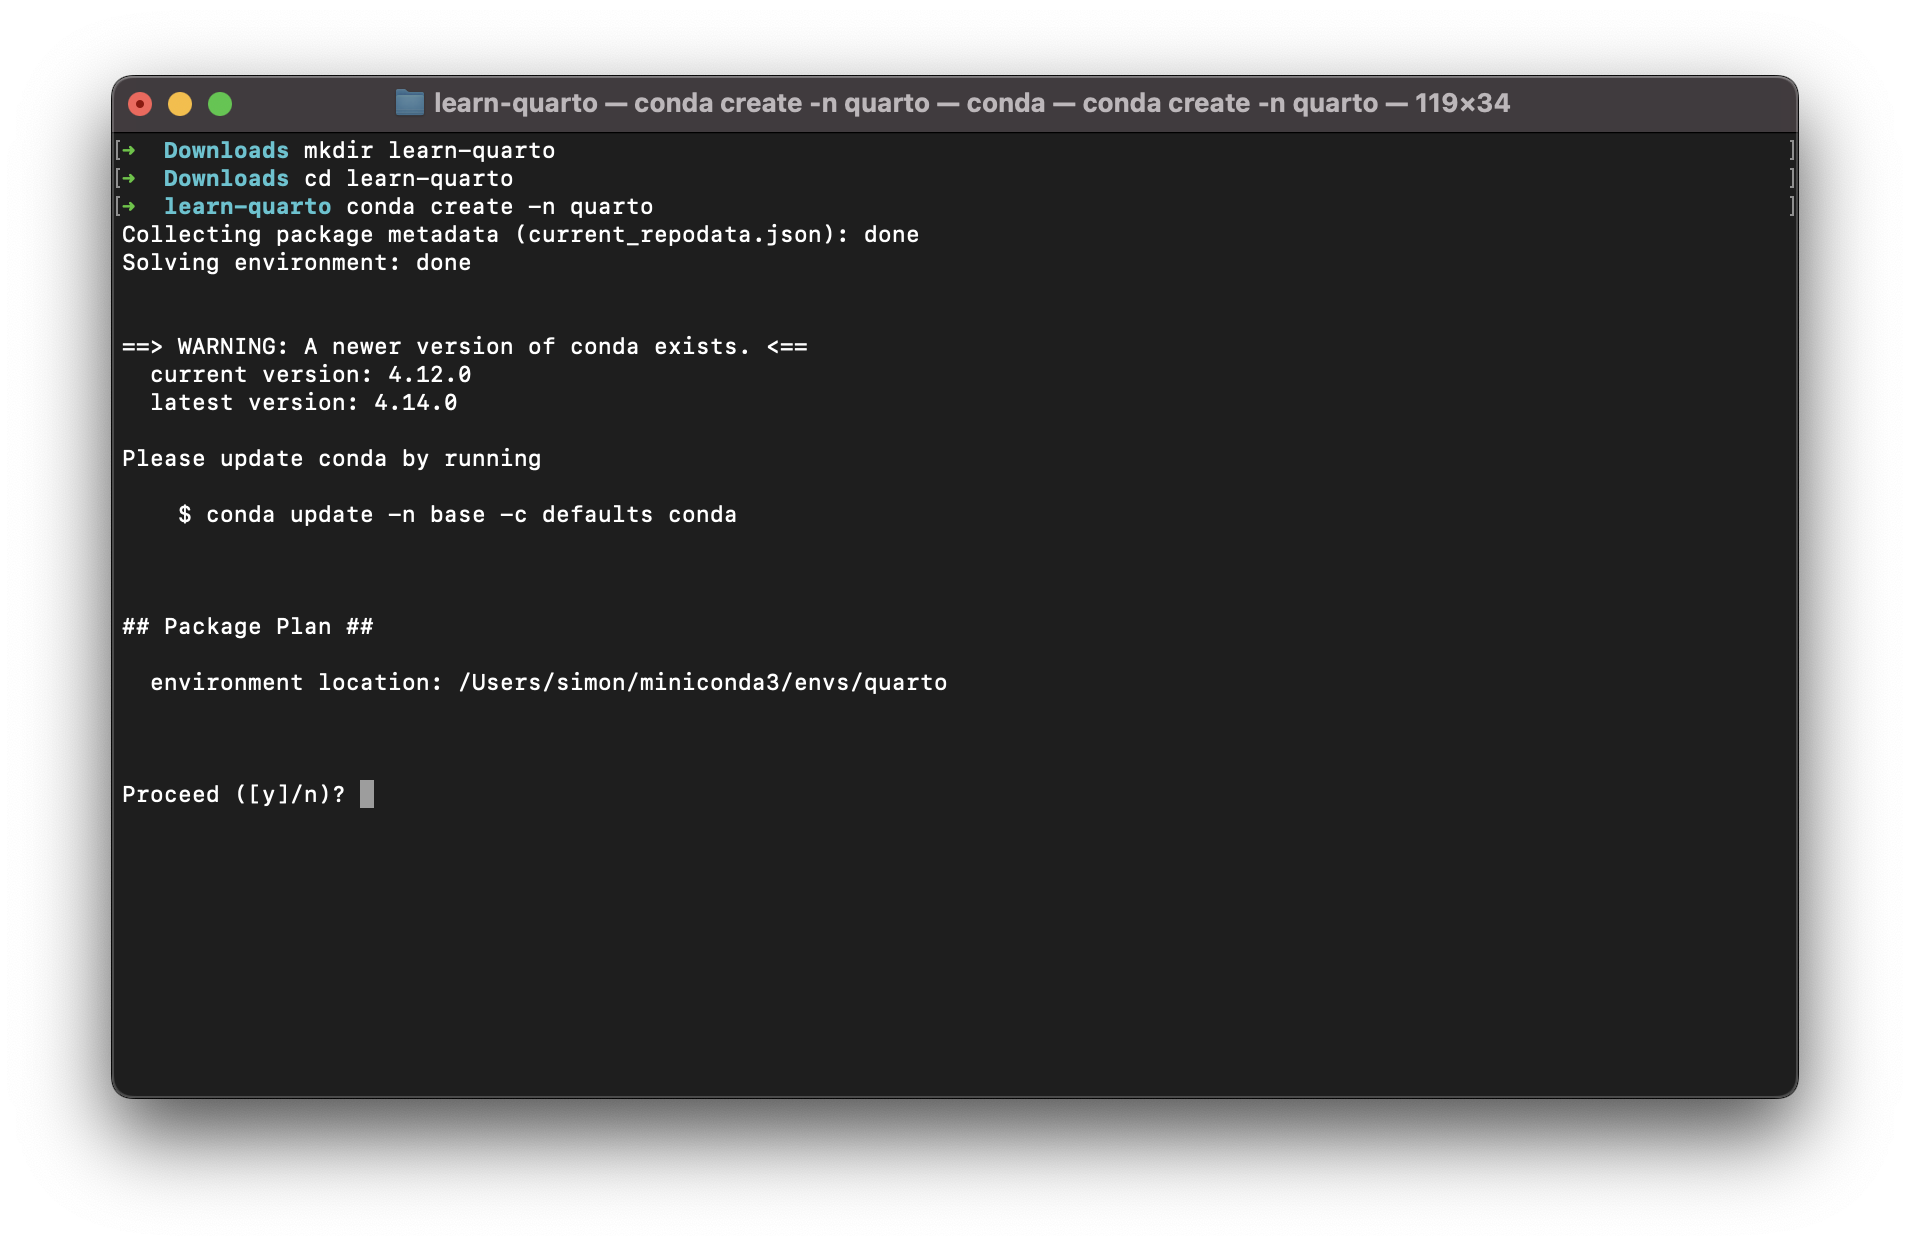 learn-quarto — conda create -n quarto — conda — conda create -n quarto — 119×34
[➜  Downloads mkdir learn-quarto ]
[➜  Downloads cd learn-quarto ]
[➜  learn-quarto conda create -n quarto ]
Collecting package metadata (current_repodata.json): done
Solving environment: done
==> WARNING: A newer version of conda exists. <==
  current version: 4.12.0
  latest version: 4.14.0
Please update conda by running
    $ conda update -n base -c defaults conda
## Package Plan ##
  environment location: /Users/simon/miniconda3/envs/quarto
Proceed ([y]/n)?